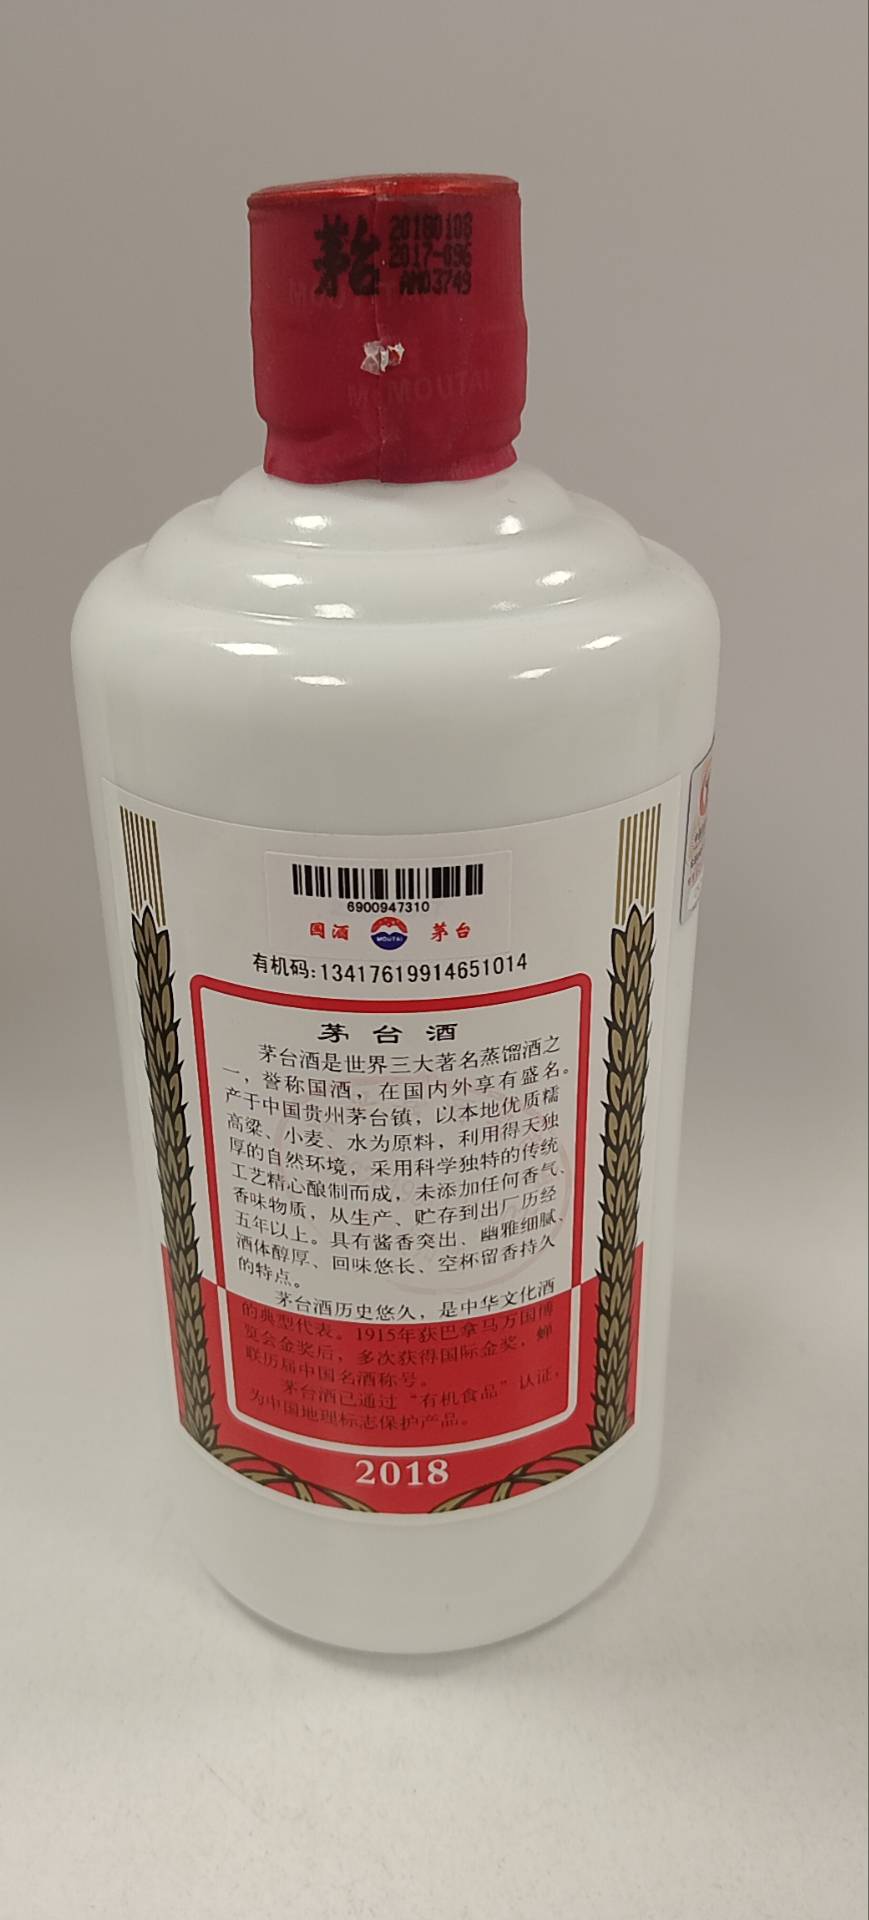 茅台
20180108
2017-096
AM03749
MOUTAI
MOUTAI
6900947310
国酒
MOUTAI
茅台
有机码:13417619914651014
茅台酒
茅台酒是世界三大著名蒸馏酒之
一,誉称国酒,在国内外享有盛名。
产于中国贵州茅台镇,以本地优质糯
高粱、小麦、水为原料,利用得天独
厚的自然环境,采用科学独特的传统
工艺精心酿制而成,未添加任何香气、
香味物质,从生产、贮存到出厂历经
五年以上。具有酱香突出、幽雅细腻、
酒体醇厚、回味悠长、空杯留香持久
的特点。
茅台酒历史悠久,是中华文化酒
的典型代表。1915年获巴拿马万国博
览会金奖后,多次获得国际金奖,蝉
联历届中国名酒称号。
茅台酒已通过“有机食品”认证,
为中国地理标志保护产品。
2018